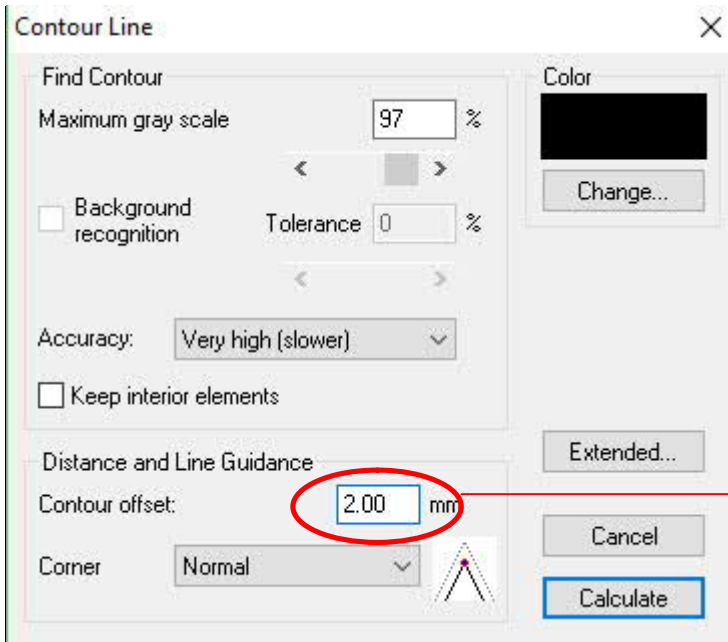 Contour Line
Find Contour
Color
Maximum gray scale 97 %
Change...
Background
recognition
Tolerance 0 %
Accuracy: Very high (slower)
Keep interior elements
Extended...
Distance and Line Guidance
Contour offset: 2.00 mm
Cancel
Corner Normal
Calculate